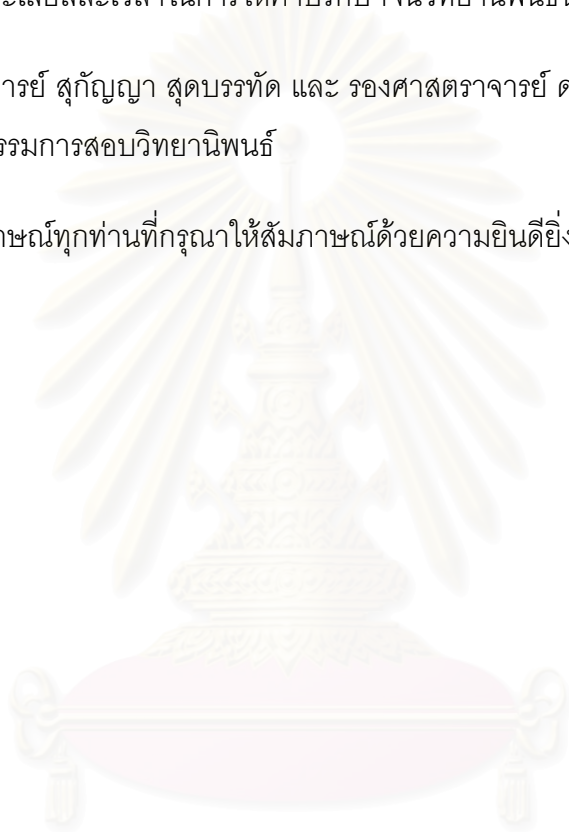 ารย์ สุกัญญา สุดบรรทัด และ รองศาสตราจารย์
รรมการสอบวิทยานิพนธ์
าษณ์ทุกท่านที่กรุณาให้สัมภาษณ์ด้วยความยินดียิ่ง